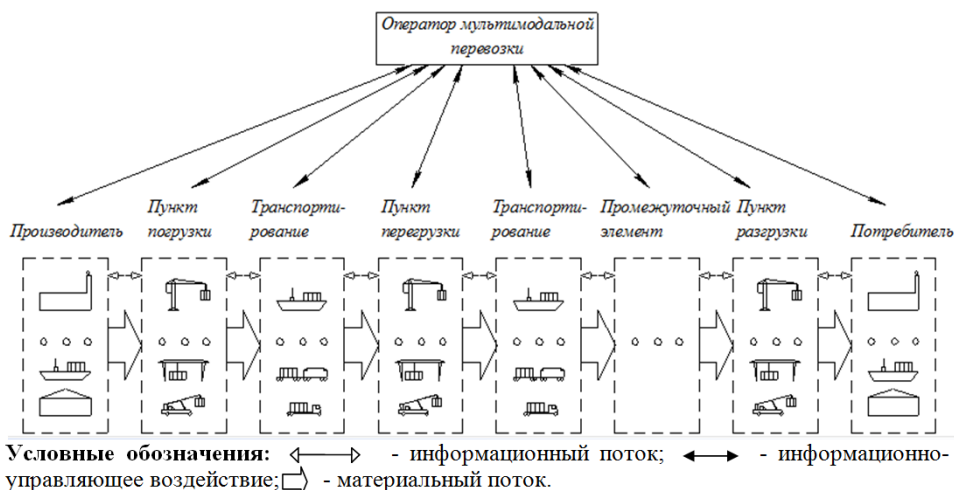 Оператор мультимодальной
перевозки
Производитель
Пункт
погрузки
Транспорти-
рование
Пункт
перегрузки
Транспорти-
рование
Промежуточный
элемент
Пункт
разгрузки
Потребитель
Условные обозначения: - информационный поток; - информационно-
управляющее воздействие; - материальный поток.